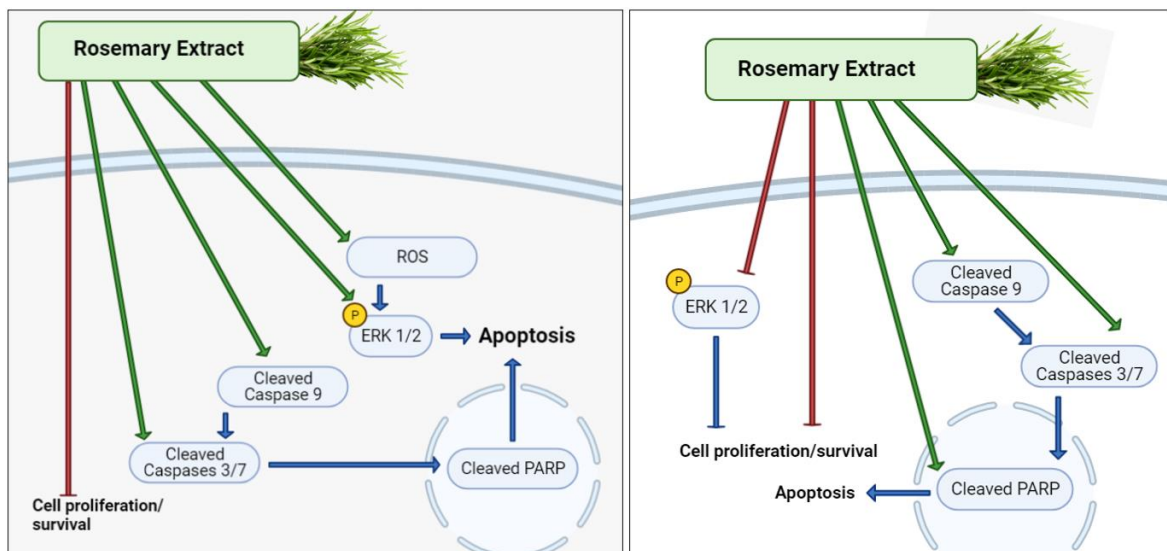 Rosemary Extract
ROS
P
ERK 1/2
Apoptosis
Cleaved
Caspase 9
Cleaved
Caspases 3/7
Cleaved PARP
Cell proliferation/
survival
Rosemary Extract
P
ERK 1/2
Cleaved
Caspase 9
Cleaved
Caspases 3/7
Cell proliferation/survival
Apoptosis
Cleaved PARP